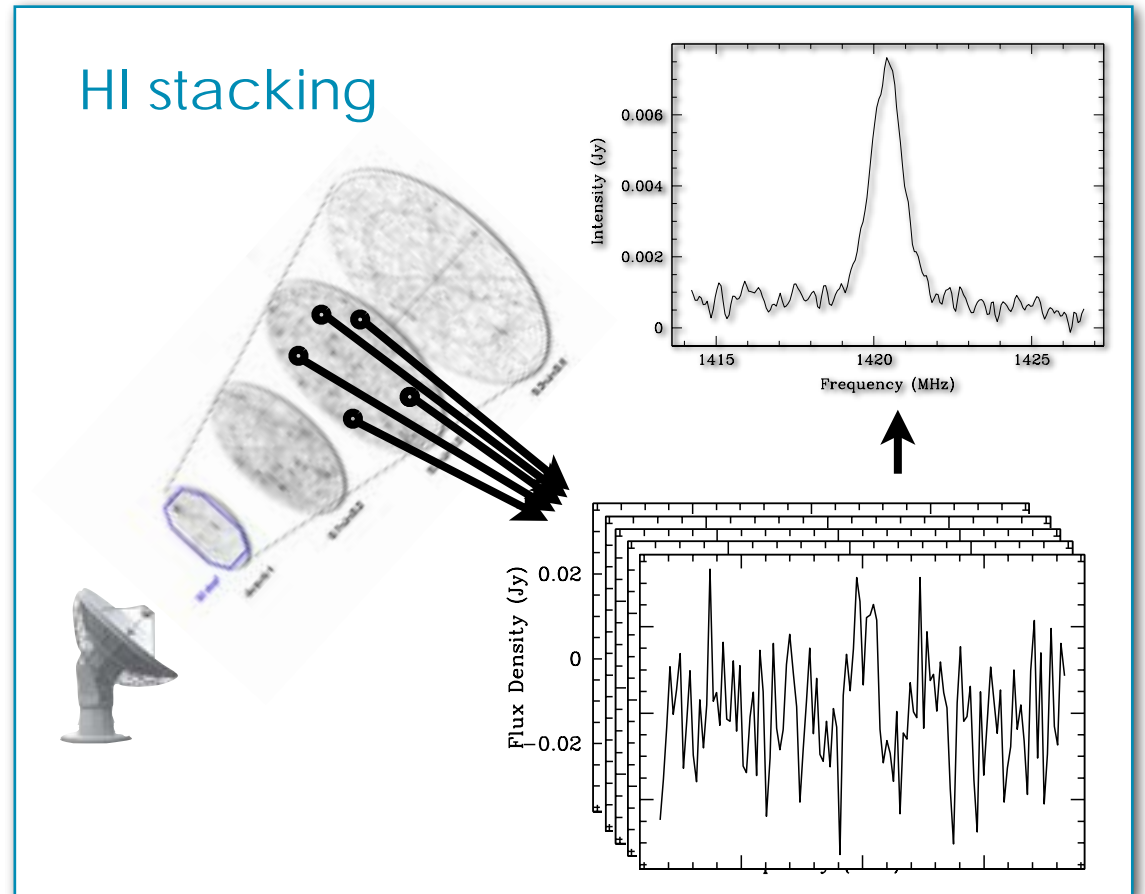 HI stacking
Intensity (Jy)
0.006
0.004
0.002
0
1415
1420
1425
Frequency (MHz)
Flux Density (Jy)
0.02
0
−0.02